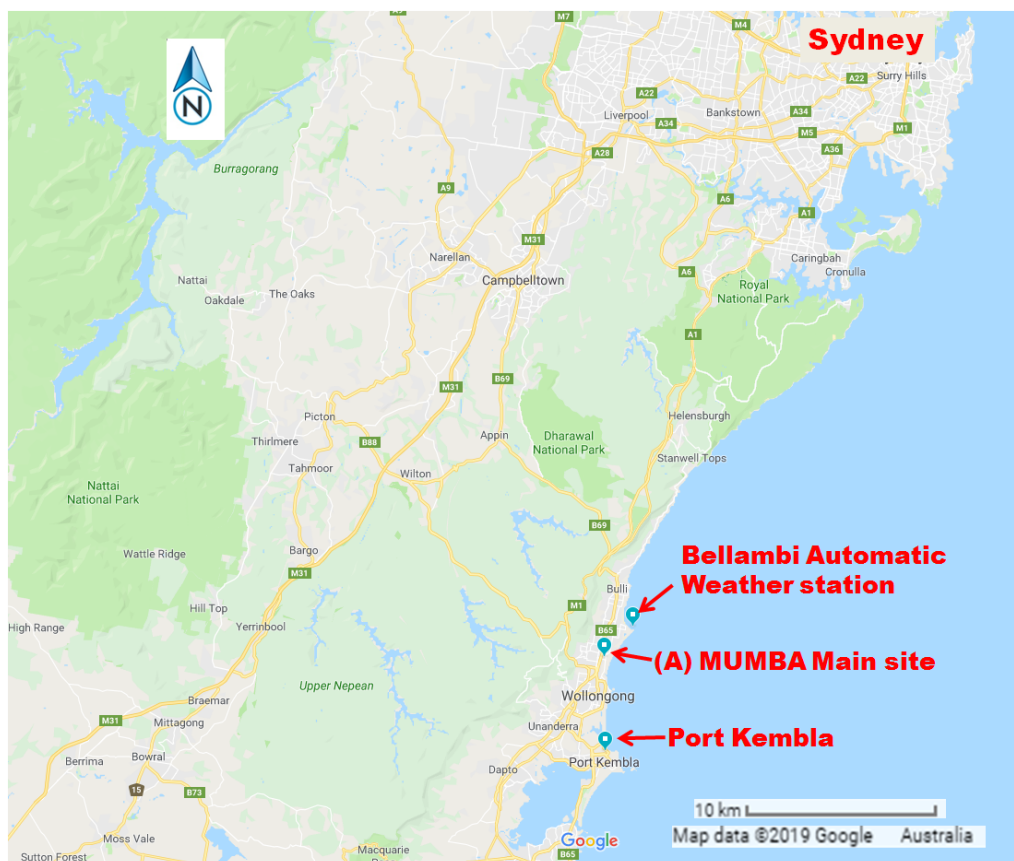 M7
M4
Sydney
Surry Hills
A22
A22
N
Liverpool
Bankstown
A34
A34
M5
M1
A28
A36
Burragorang
A9
A6
A1
M31
Narellan
Caringbah
Cronulla
Campbelltown
A6
Nattai
Oakdale
The Oaks
Royal
National Park
A1
M31
B69
Picton
Helensburgh
Thirlmere
B88
Appin
Dharawal
National Park
Stanwell Tops
Tahmoor
Wilton
Nattai
National Park
B69
Wattle Ridge
Bargo
M31
Bellambi Automatic
Weather station
Bulli
Hill Top
M1
High Range
Yerrinbool
B65
(A) MUMBA Main site
Upper Nepean
Wollongong
Braemar
M31
Mittagong
Unanderra
Port Kembla
Berrima
Bowral
Port Kembla
Dapto
15
B73
10 km
Moss Vale
Google
Map data ©2019 Google Australia
Sutton Forest
Macquarie
B65